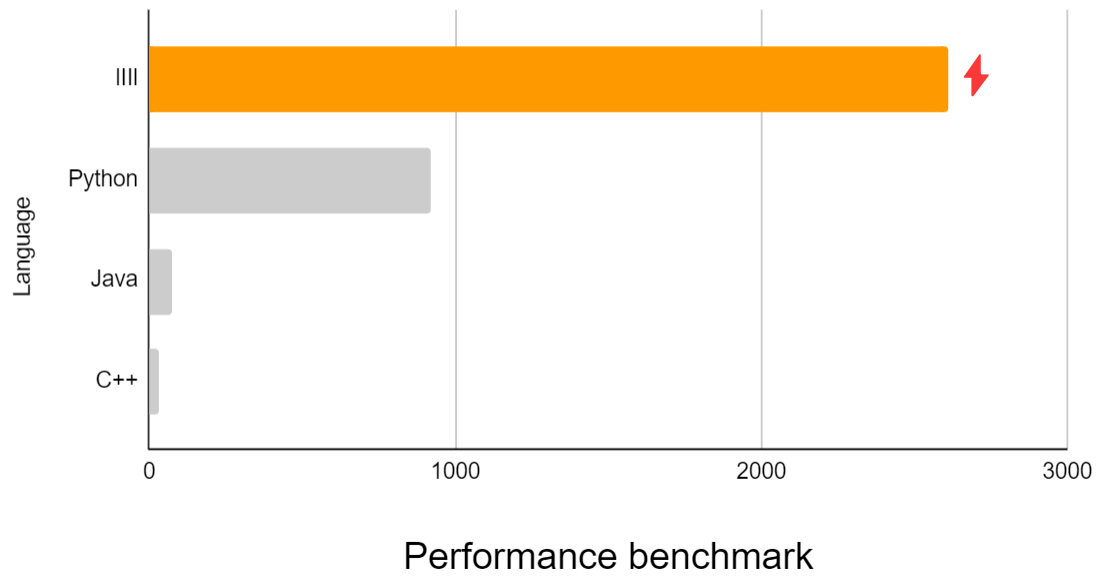 IIII
Python
Java
C++
Language
0 1000 2000 3000
Performance benchmark